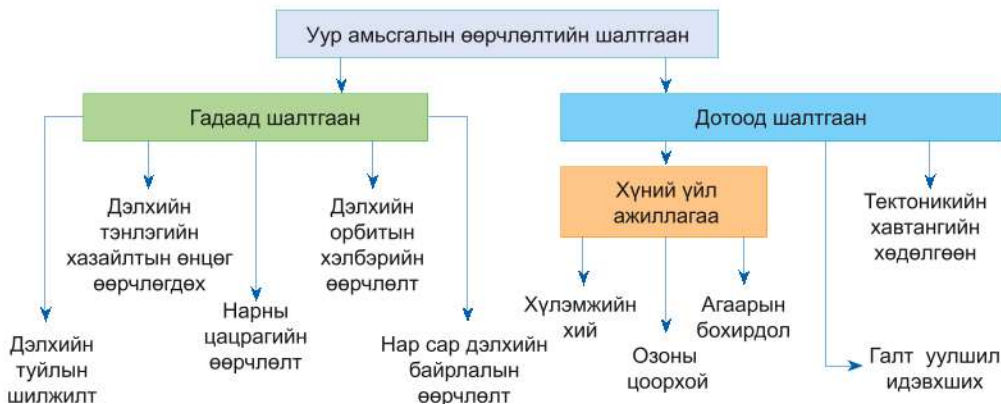 Уур амьсгалын өөрчлөлтийн шалтгаан
Гадаад шалтгаан
Дэлхийн
туйлын
шилжилт
Дэлхийн
тэнлэгийн
хазайлтын өнцөг
өөрчлөгдөх
Нарны
цацрагийн
өөрчлөлт
Дэлхийн
орбитын
хэлбэрийн
өөрчлөлт
Нар сар дэлхийн
байрлалын
өөрчлөлт
Дотоод шалтгаан
Хүний үйл
ажиллагаа
Хүлэмжийн
хий
Озоны
цоорхой
Агаарын
бохирдол
Галт уулшил
идэвхших
Тектоникийн
хавтангийн
хөдөлгөөн